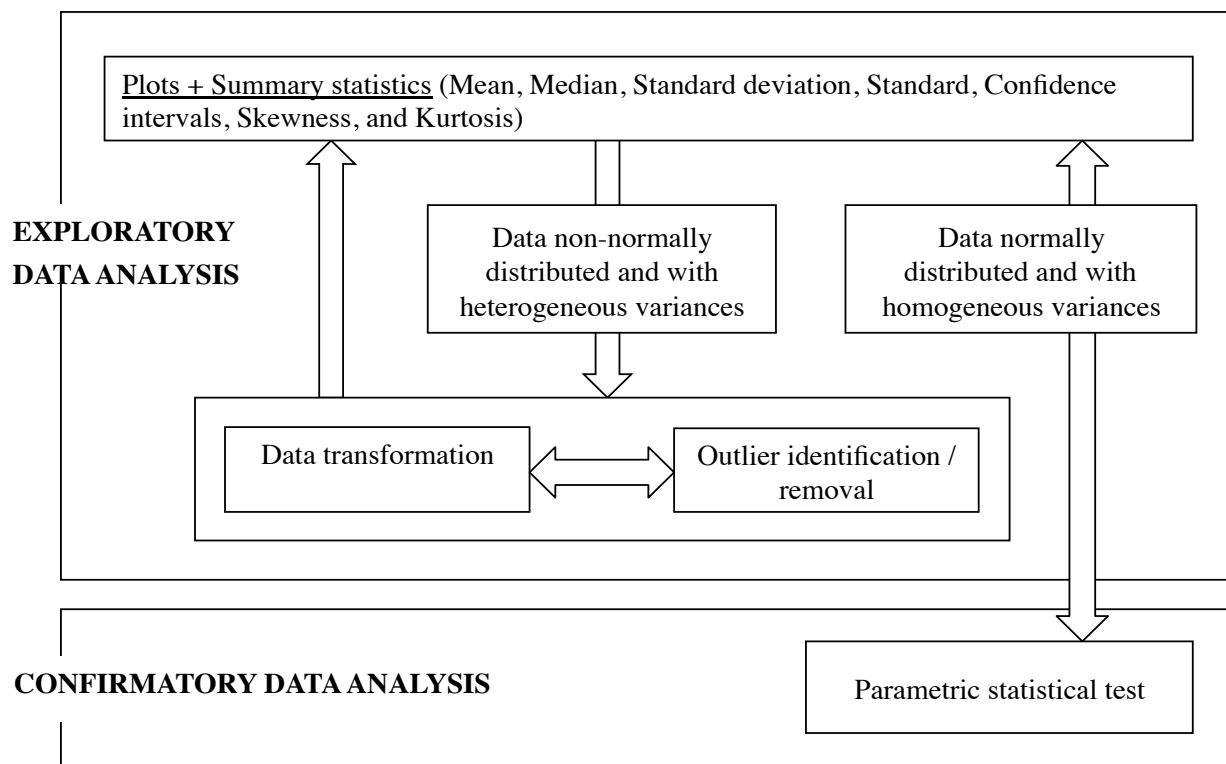 Plots + Summary statistics (Mean, Median, Standard deviation, Standard, Confidence
intervals, Skewness, and Kurtosis)
EXPLORATORY
DATA ANALYSIS
Data non-normally
distributed and with
heterogeneous variances
Data normally
distributed and with
homogeneous variances
Data transformation
Outlier identification /
removal
CONFIRMATORY DATA ANALYSIS
Parametric statistical test